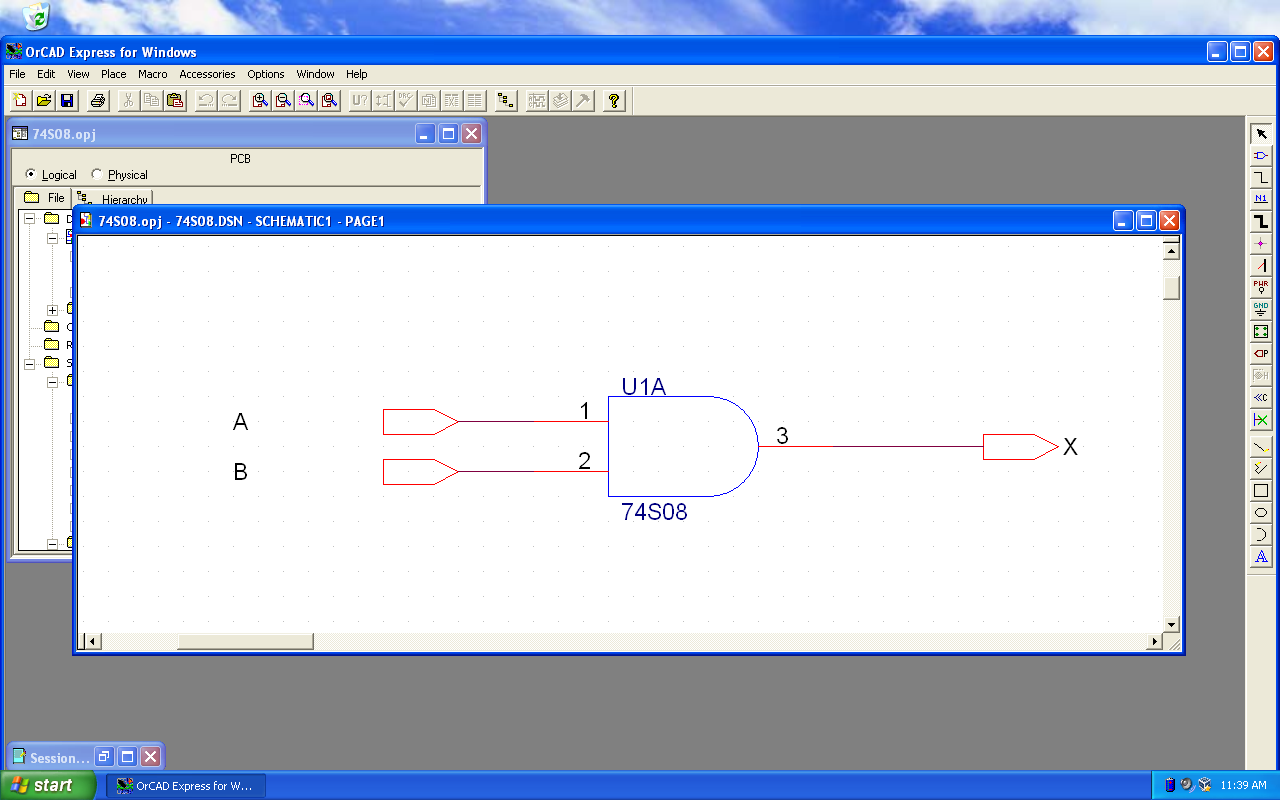 OrCAD Express for Windows
File Edit View Place Macro Accessories Options Window Help
U? DRC ?
74S08.opj
PCB
Logical Physical
File Hierarchy
74S08.opj - 74S08.DSN - SCHEMATIC1 - PAGE1
N1
PWR
GND
P
H
C
A
U1A
A 1
3 X
B 2
74S08
Session...
start OrCAD Express for W... 11:39 AM